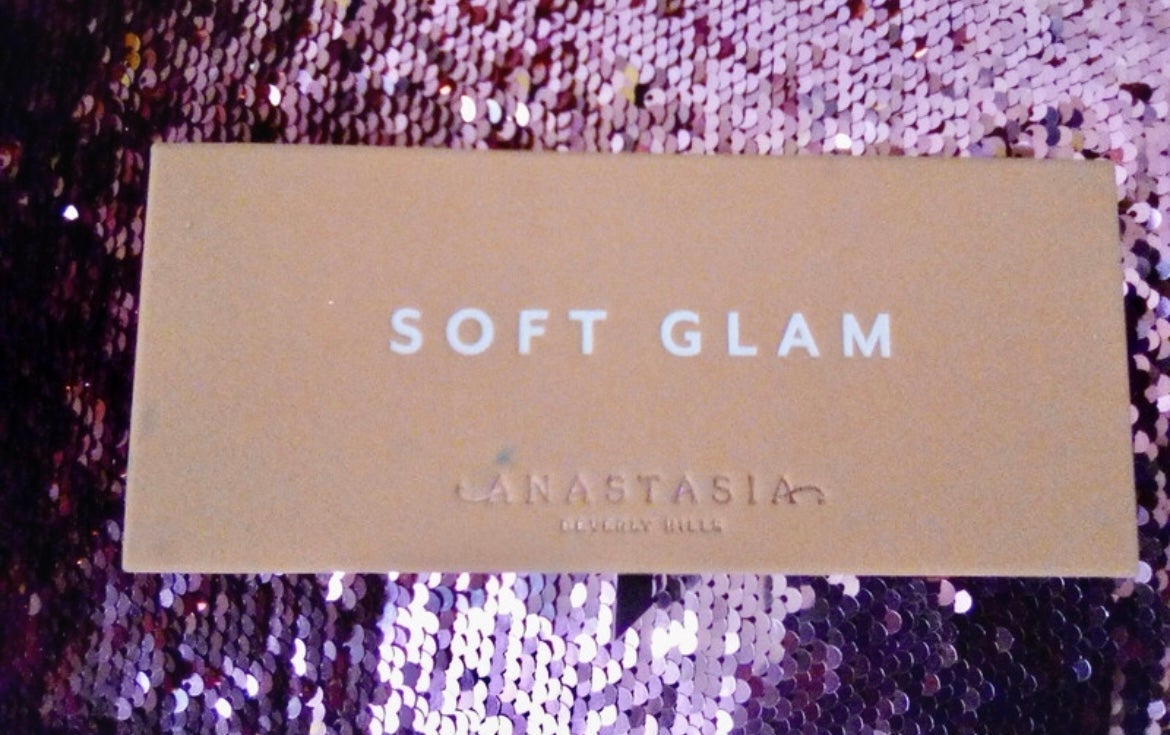 SOFT GLAM
ANASTASIA
BEVERLY HILLS